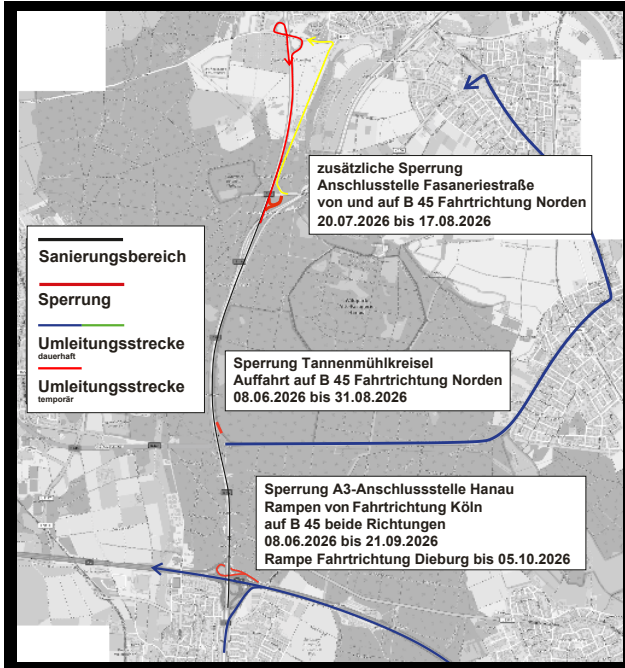 zusätzliche Sperrung
Anschlusstelle Fasaneriestraße
von und auf B 45 Fahrtrichtung Norden
20.07.2026 bis 17.08.2026
Sanierungsbereich
Sperrung
Umleitungsstrecke
dauerhaft
Umleitungsstrecke
temporär
Sperrung Tannenmühlkreisel
Auffahrt auf B 45 Fahrtrichtung Norden
08.06.2026 bis 31.08.2026
Sperrung A3-Anschlussstelle Hanau
Rampen von Fahrtrichtung Köln
auf B 45 beide Richtungen
08.06.2026 bis 21.09.2026
Rampe Fahrtrichtung Dieburg bis 05.10.2026